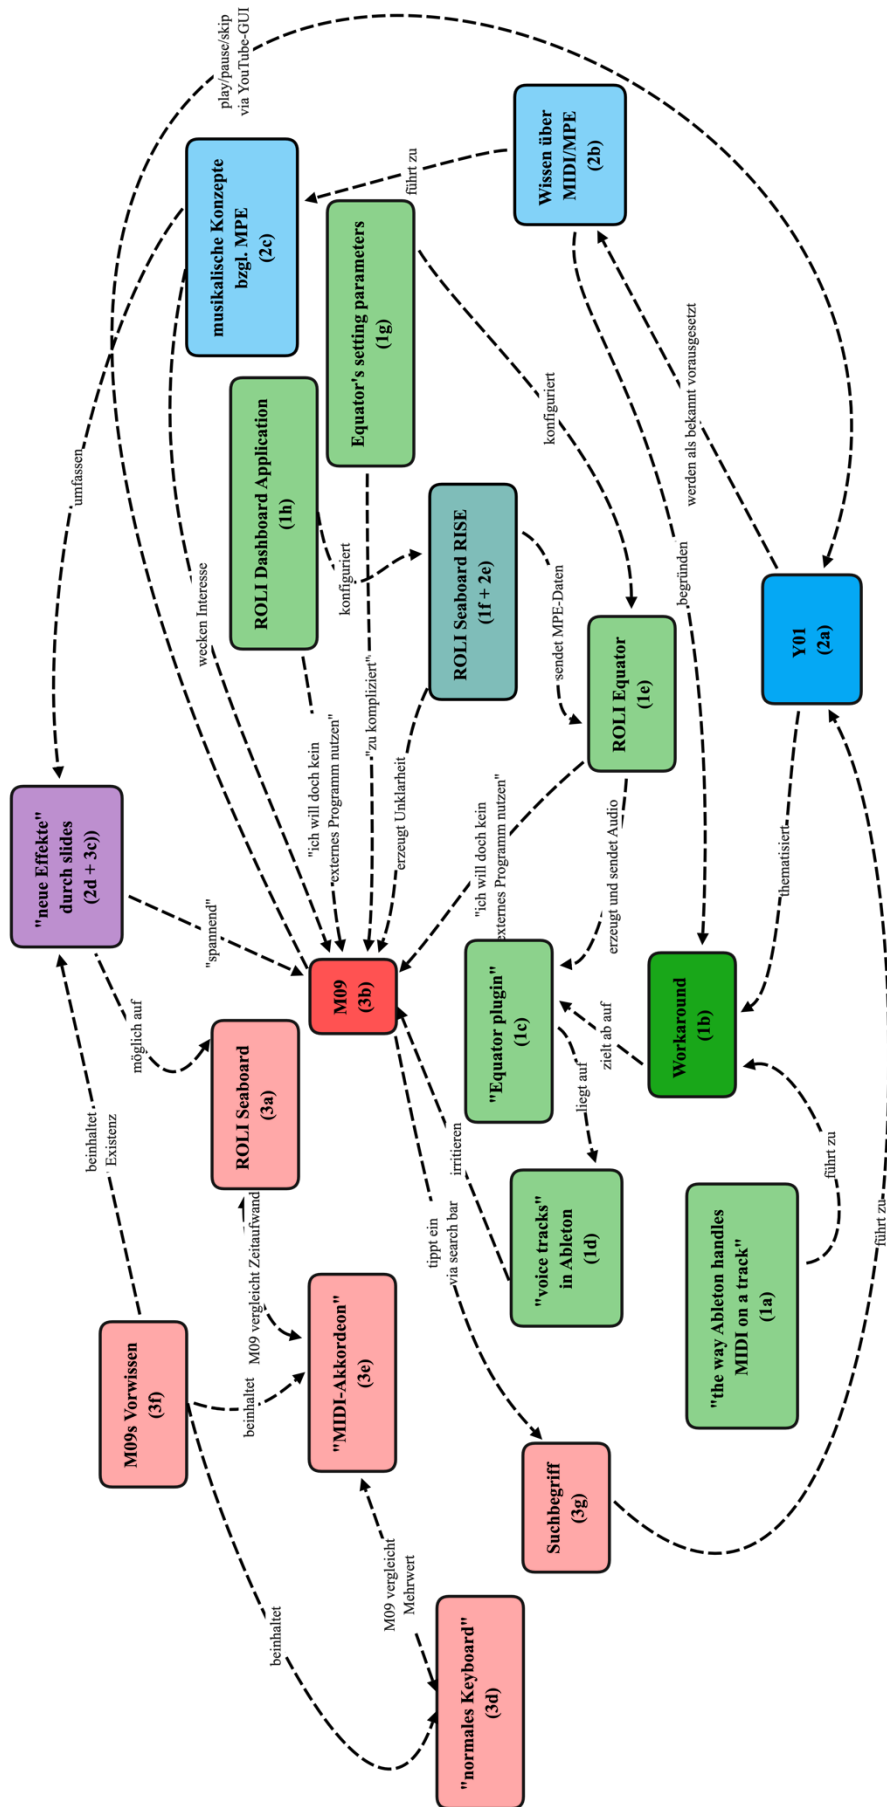 play/pause/skip
via YouTube-GUI
musikalische Konzepte
bzgl. MPE
(2c)
Wissen über
MIDI/MPE
(2b)
führt zu
Equator's setting parameters
(1g)
ROLI Dashboard Application
(1h)
umfassen
wecken Interesse
konfiguriert
werden als bekannt vorausgesetzt
konfiguriert
ROLI Seaboard RISE
(1f + 2e)
begründen
sendet MPE-Daten
"zu kompliziert"
"ich will doch kein
externes Programm nutzen"
erzeugt Unklarheit
ROLI Equator
(1e)
Y01
(2a)
"neue Effekte"
durch slides
(2d + 3c))
"spannend"
"ich will doch kein
externes Programm nutzen"
erzeugt und sendet Audio
thematisiert
möglich auf
M09
(3b)
"Equator plugin"
(1c)
Workaround
(1b)
zielt ab auf
liegt auf
ROLI Seaboard
(3a)
beinhaltet
Existenz
irritieren
führt zu
tippt ein
via search bar
"voice tracks"
in Ableton
(1d)
"the way Ableton handles
MIDI on a track"
(1a)
führt zu
M09 vergleicht Zeitaufwand
M09s Vorwissen
(3f)
beinhaltet
"MIDI-Akkordeon"
(3e)
Suchbegriff
(3g)
M09 vergleicht
Mehrwert
beinhaltet
"normales Keyboard"
(3d)